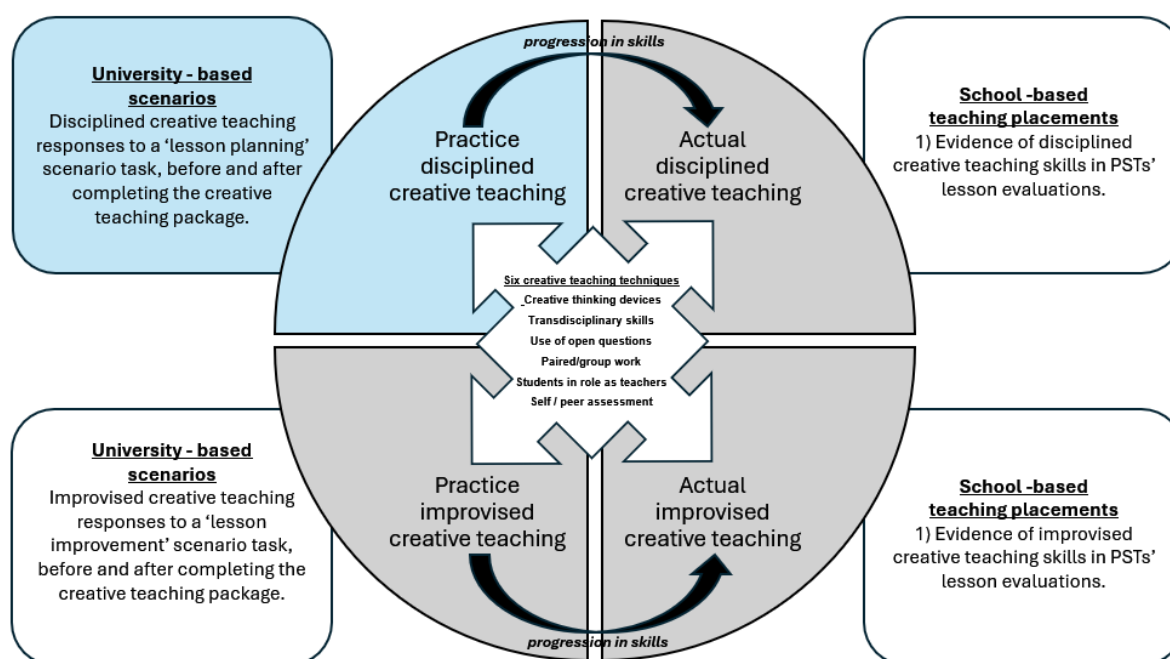 progression in skills
University - based
scenarios
Disciplined creative teaching
responses to a ‘lesson planning’
scenario task, before and after
completing the creative
teaching package.
Practice
disciplined
creative teaching
Actual
disciplined
creative teaching
School -based
teaching placements
1) Evidence of disciplined
creative teaching skills in PSTs’
lesson evaluations.
Six creative teaching techniques
Creative thinking devices
Transdisciplinary skills
Use of open questions
Paired/group work
Students in role as teachers
Self / peer assessment
University - based
scenarios
Improvised creative teaching
responses to a ‘lesson
improvement’ scenario task,
before and after completing the
creative teaching package.
Practice
improvised
creative teaching
Actual
improvised
creative teaching
School -based
teaching placements
1) Evidence of improvised
creative teaching skills in PSTs’
lesson evaluations.
progression in skills